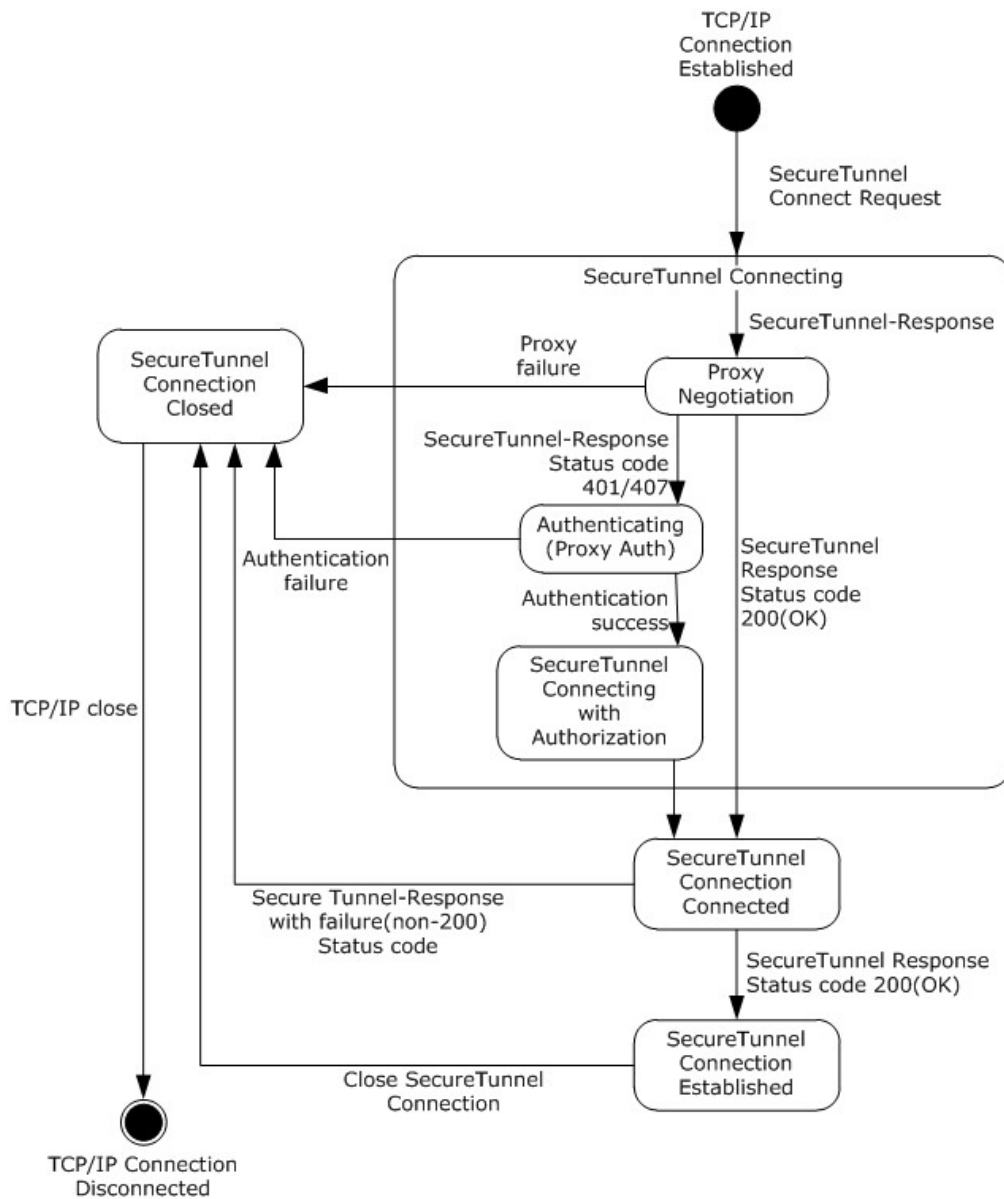 TCP/IP
Connection
Established
SecureTunnel
Connect Request
SecureTunnel Connecting
SecureTunnel-Response
Proxy
failure
SecureTunnel
Connection
Closed
Proxy
Negotiation
SecureTunnel-Response
Status code
401/407
Authenticating
(Proxy Auth)
SecureTunnel
Response
Status code
200(OK)
Authentication
failure
Authentication
success
SecureTunnel
Connecting
with
Authorization
TCP/IP close
SecureTunnel
Connection
Connected
Secure Tunnel-Response
with failure(non-200)
Status code
SecureTunnel Response
Status code 200(OK)
SecureTunnel
Connection
Established
Close SecureTunnel
Connection
TCP/IP Connection
Disconnected